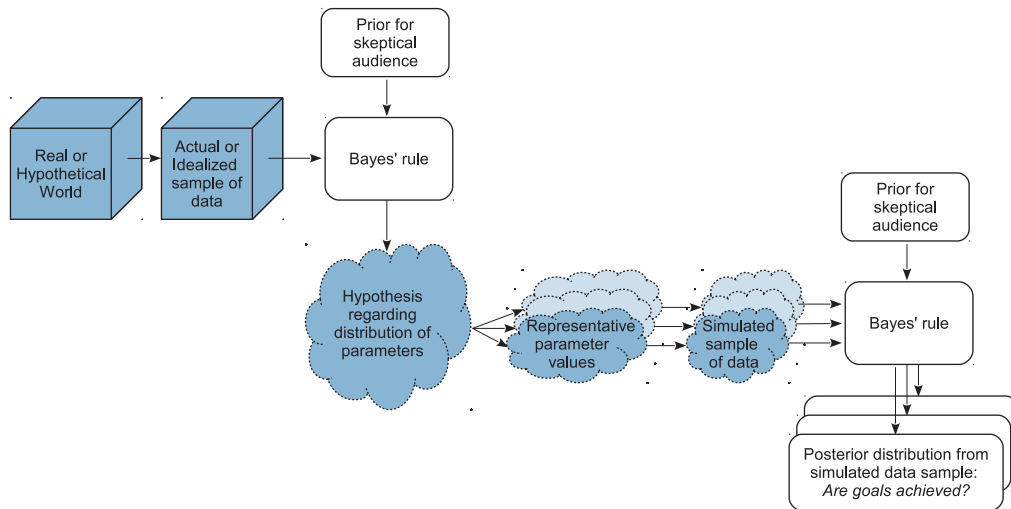 Prior for
skeptical
audience
Real or
Hypothetical
World
Actual or
Idealized
sample of
data
Bayes' rule
Hypothesis
regarding
distribution of
parameters
Representative
parameter
values
Simulated
sample
of data
Prior for
skeptical
audience
Bayes' rule
Posterior distribution from
simulated data sample:
Are goals achieved?